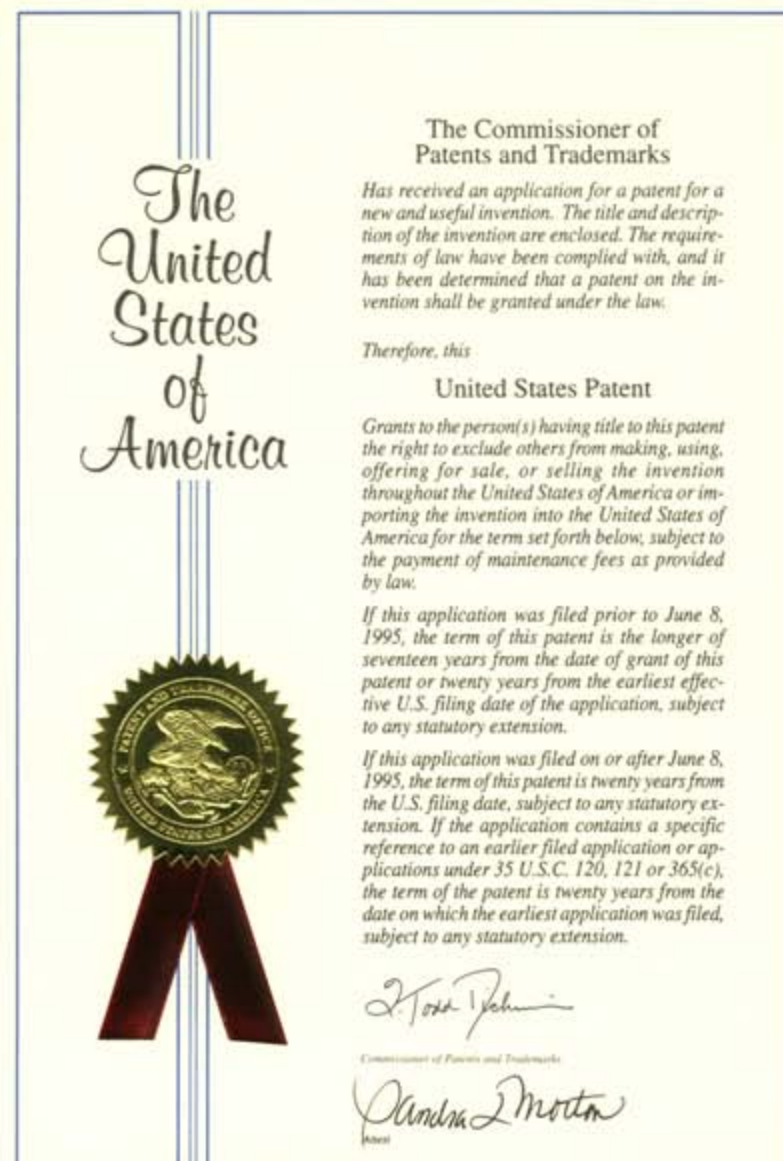 The
United
States
of
America
The Commissioner of
Patents and Trademarks
Has received an application for a patent for a
new and useful invention. The title and descrip-
tion of the invention are enclosed. The require-
ments of law have been complied with, and it
has been determined that a patent on the in-
vention shall be granted under the law.
Therefore, this
United States Patent
Grants to the person(s) having title to this patent
the right to exclude others from making, using,
offering for sale, or selling the invention
throughout the United States of America or im-
porting the invention into the United States of
America for the term set forth below, subject to
the payment of maintenance fees as provided
by law.
If this application was filed prior to June 8,
1995, the term of this patent is the longer of
seventeen years from the date of grant of this
patent or twenty years from the earliest effec-
tive U.S. filing date of the application, subject
to any statutory extension.
If this application was filed on or after June 8,
1995, the term of this patent is twenty years from
the U.S. filing date, subject to any statutory ex-
tension. If the application contains a specific
reference to an earlier filed application or ap-
plications under 35 U.S.C. 120, 121 or 365(c),
the term of the patent is twenty years from the
date on which the earliest application was filed,
subject to any statutory extension.
Q. Todd
Commissioner of Patents and Trademarks
Sandra L Morton
Attest
PATENT AND TRADEMARK OFFICE
UNITED STATES OF AMERICA